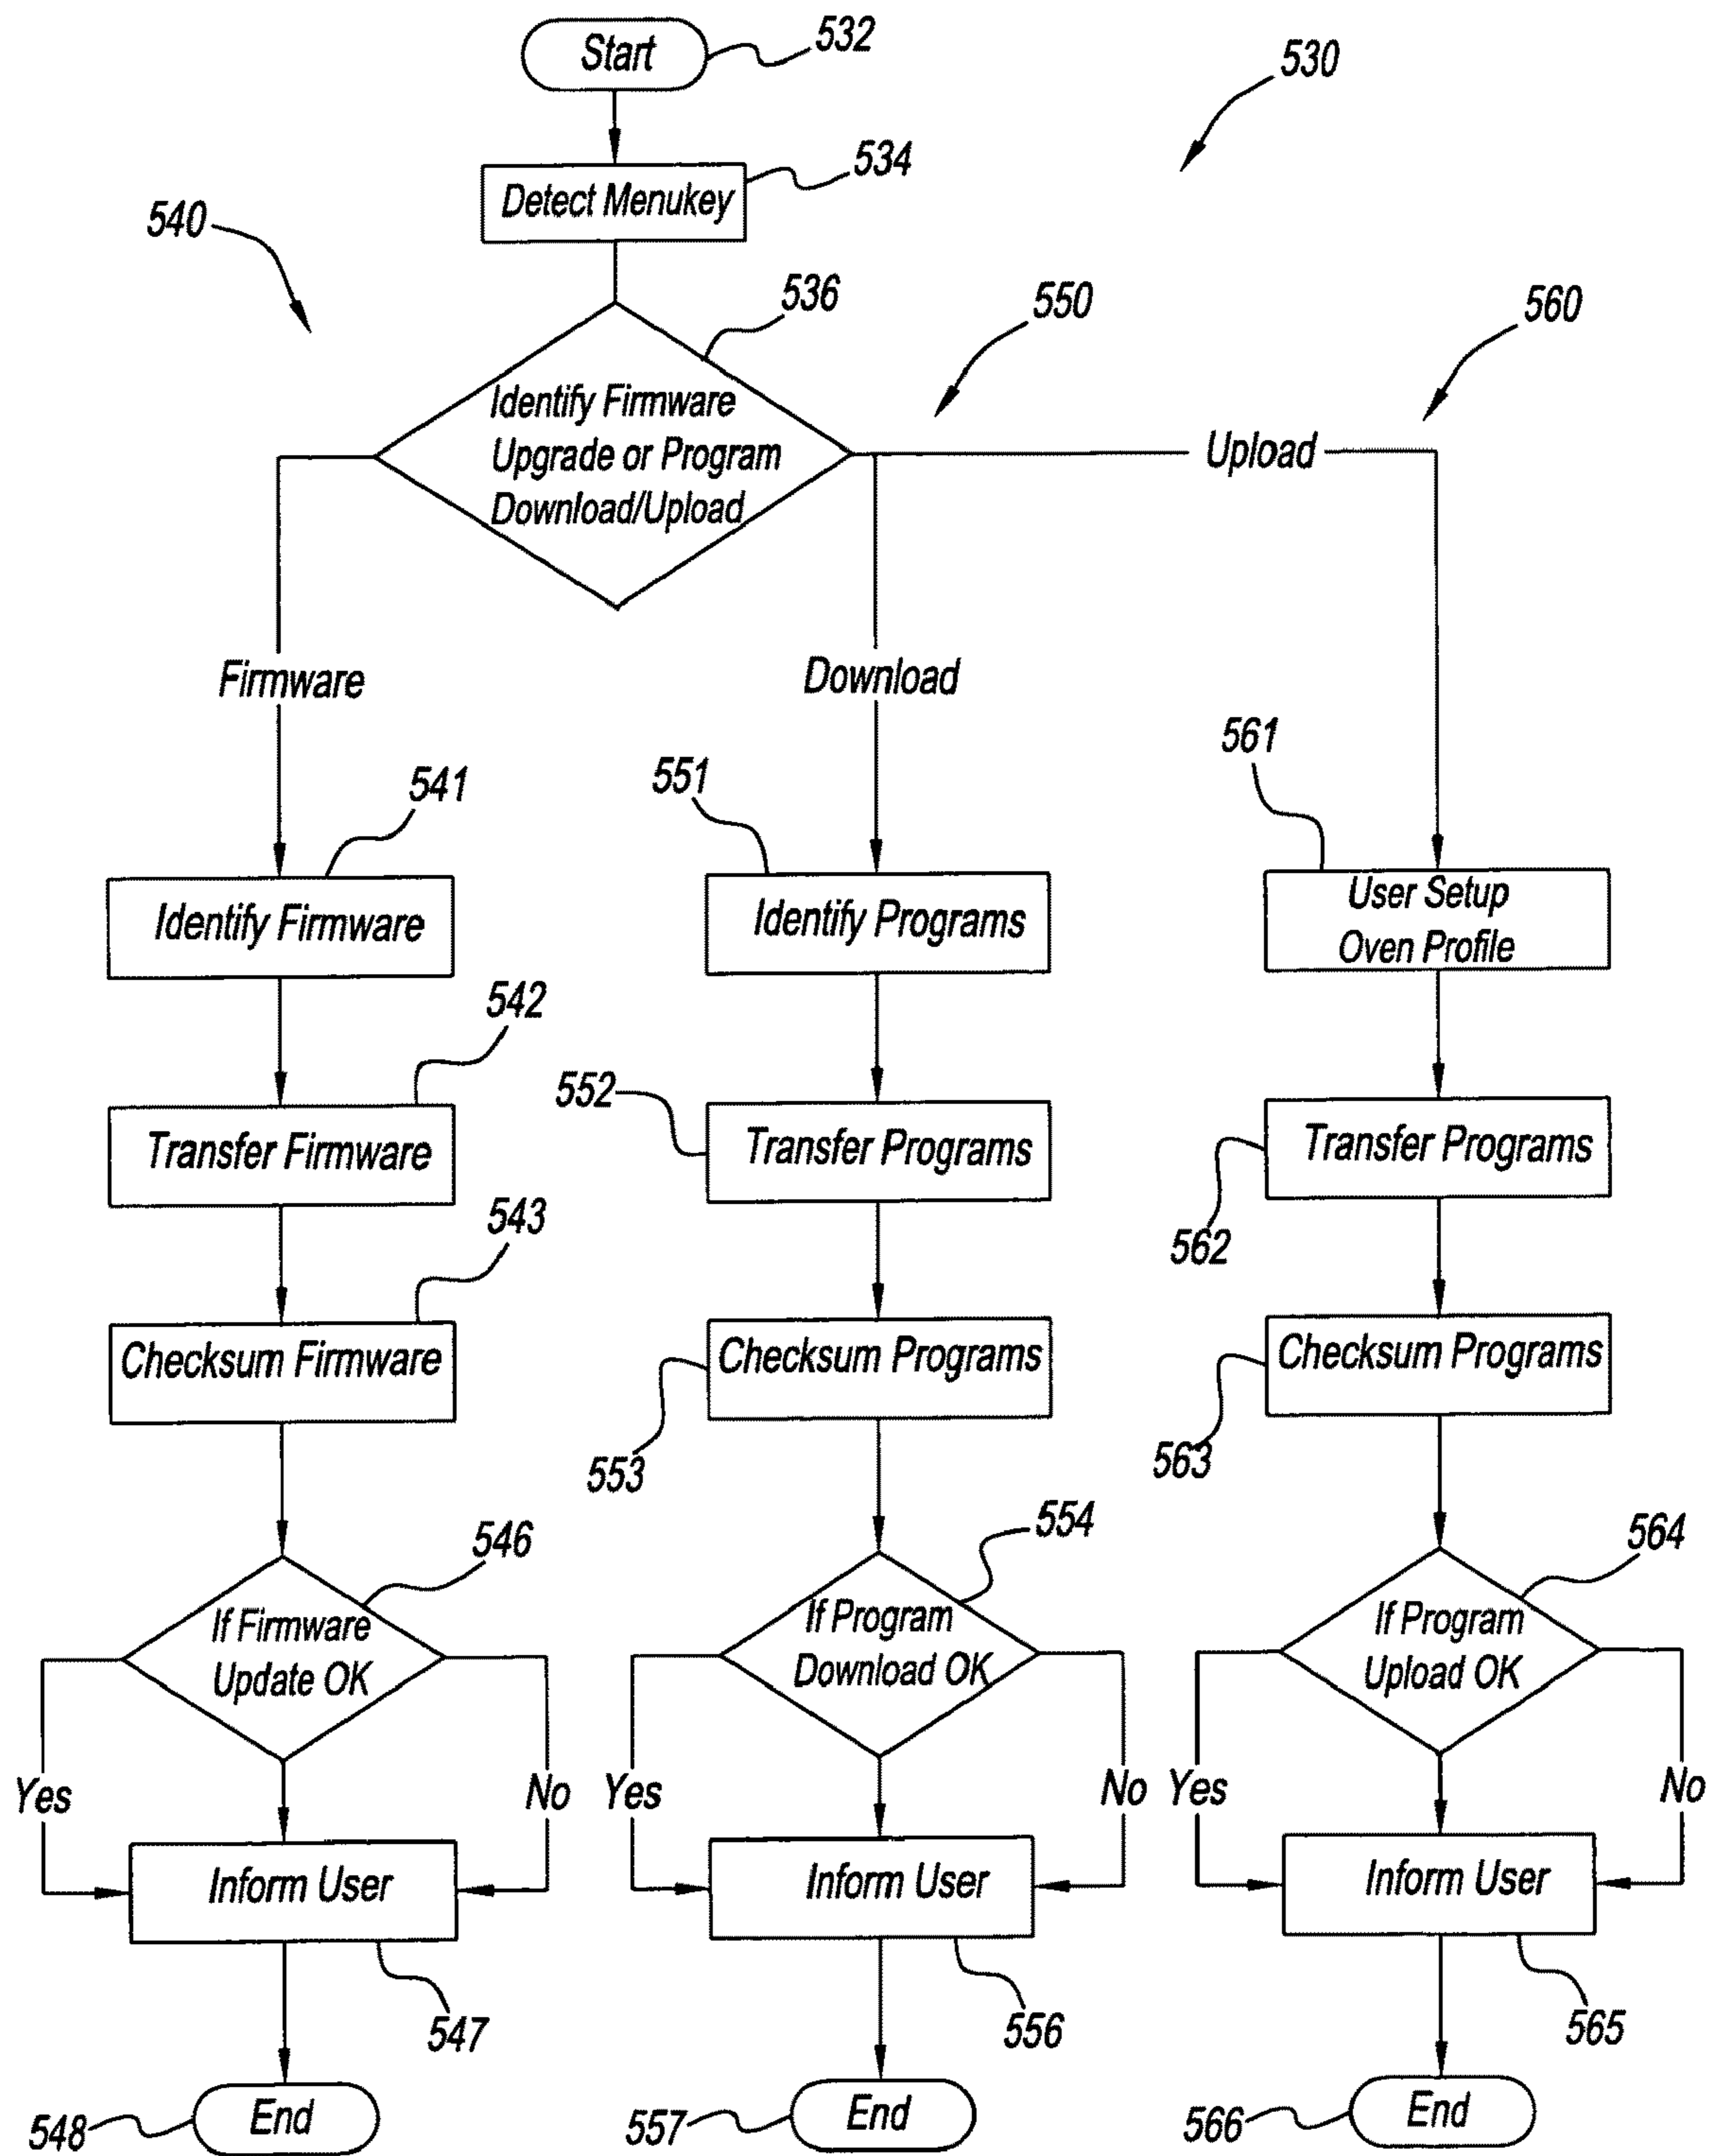 Start
532
530
Detect Menukey
534
540
536
550
560
Identify Firmware
Upgrade or Program
Download/Upload
Upload
Firmware
Download
541
551
561
Identify Firmware
Identify Programs
User Setup
Oven Profile
542
552
562
Transfer Firmware
Transfer Programs
Transfer Programs
543
553
563
Checksum Firmware
Checksum Programs
Checksum Programs
546
554
564
If Firmware
Update OK
If Program
Download OK
If Program
Upload OK
Yes
No
Yes
No
Yes
No
Inform User
Inform User
Inform User
547
556
565
548
End
557
End
566
End